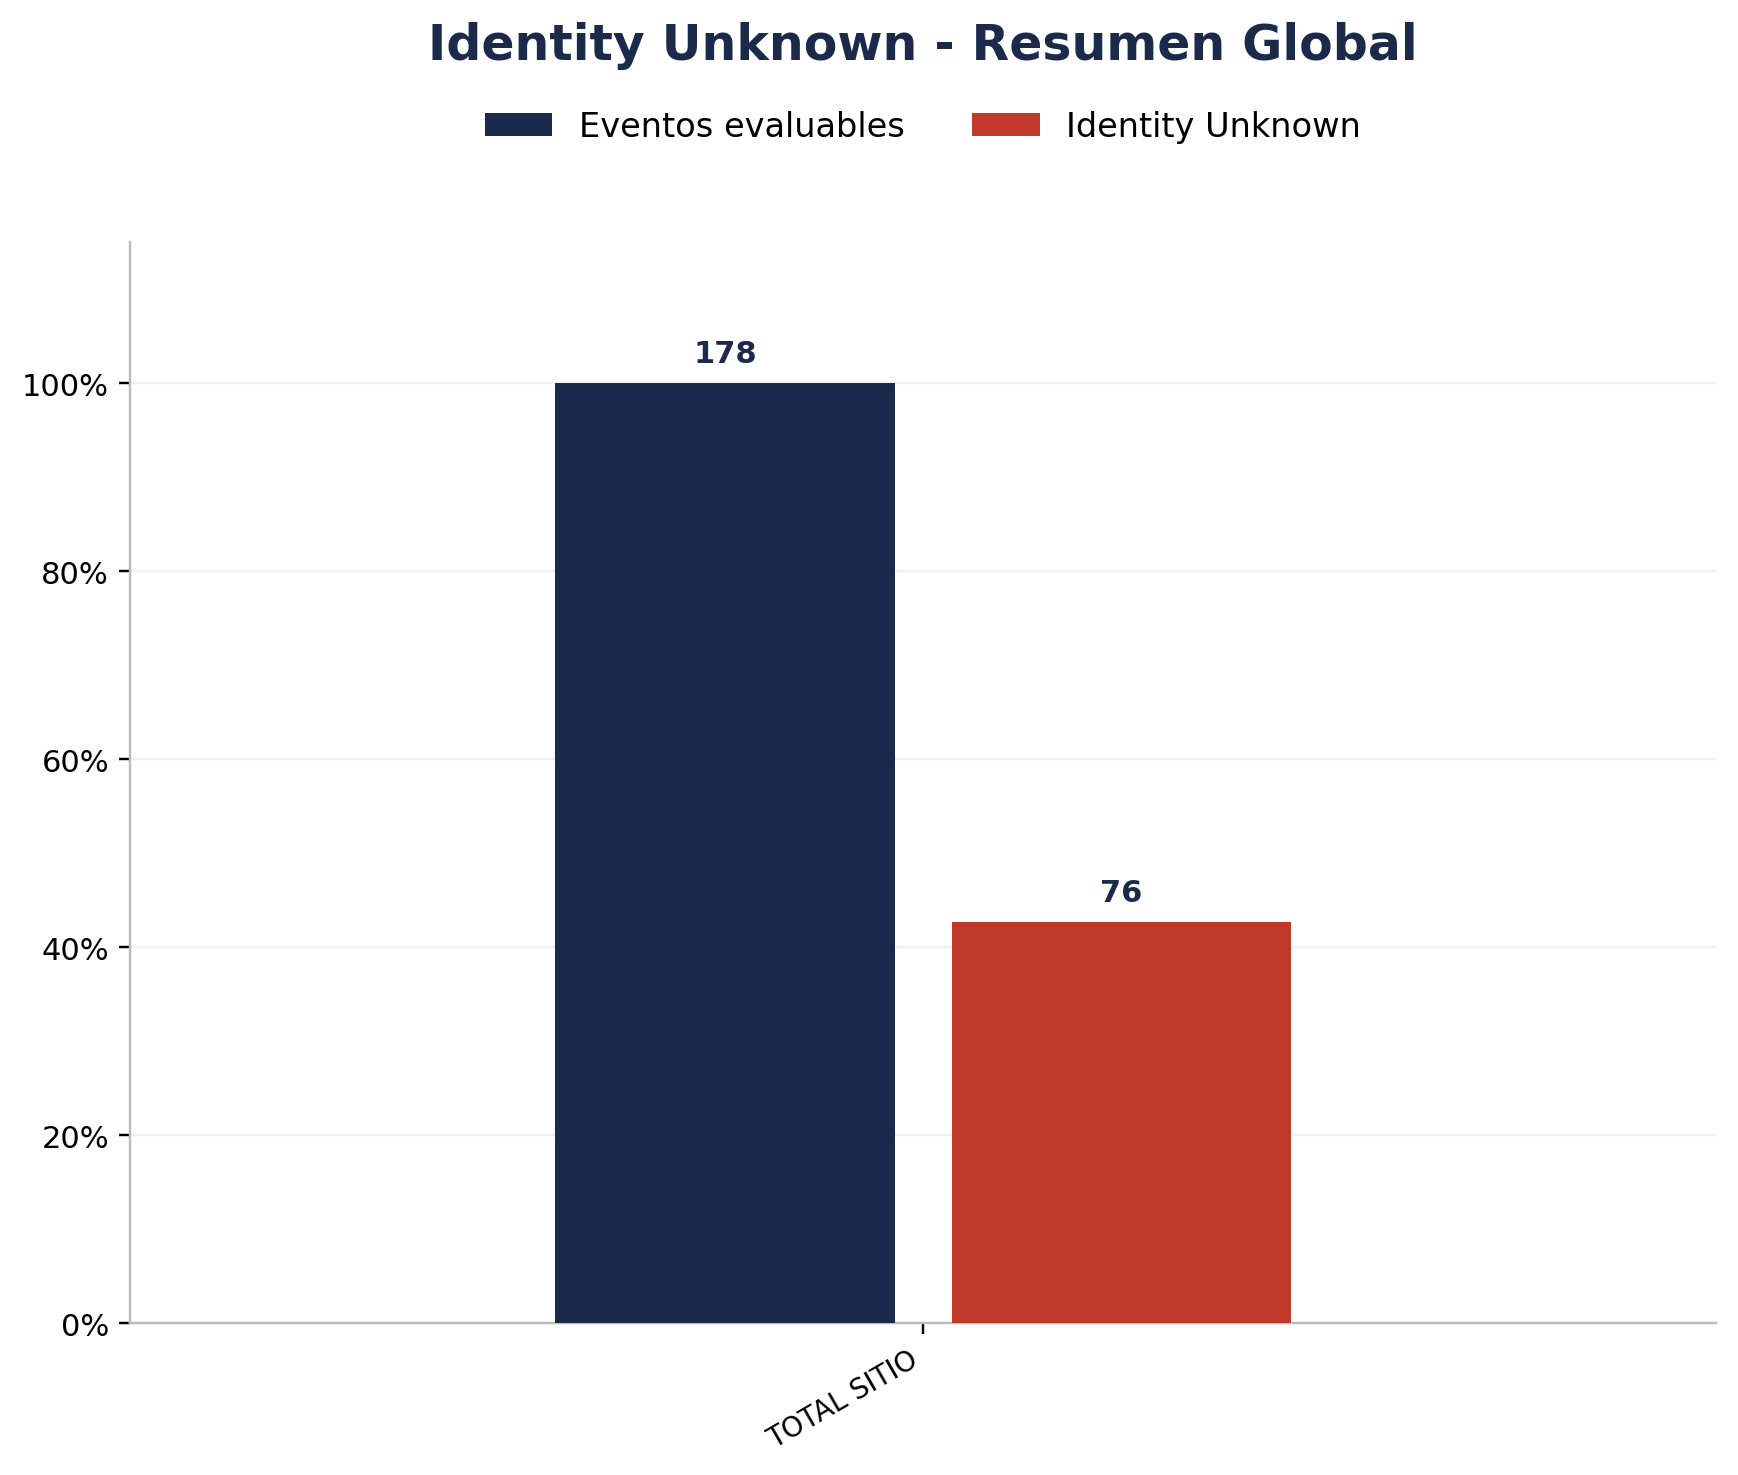 Identity Unknown - Resumen Global
Eventos evaluables
Identity Unknown
178
100%
80%
60%
76
40%
20%
0%
TOTAL SITIO